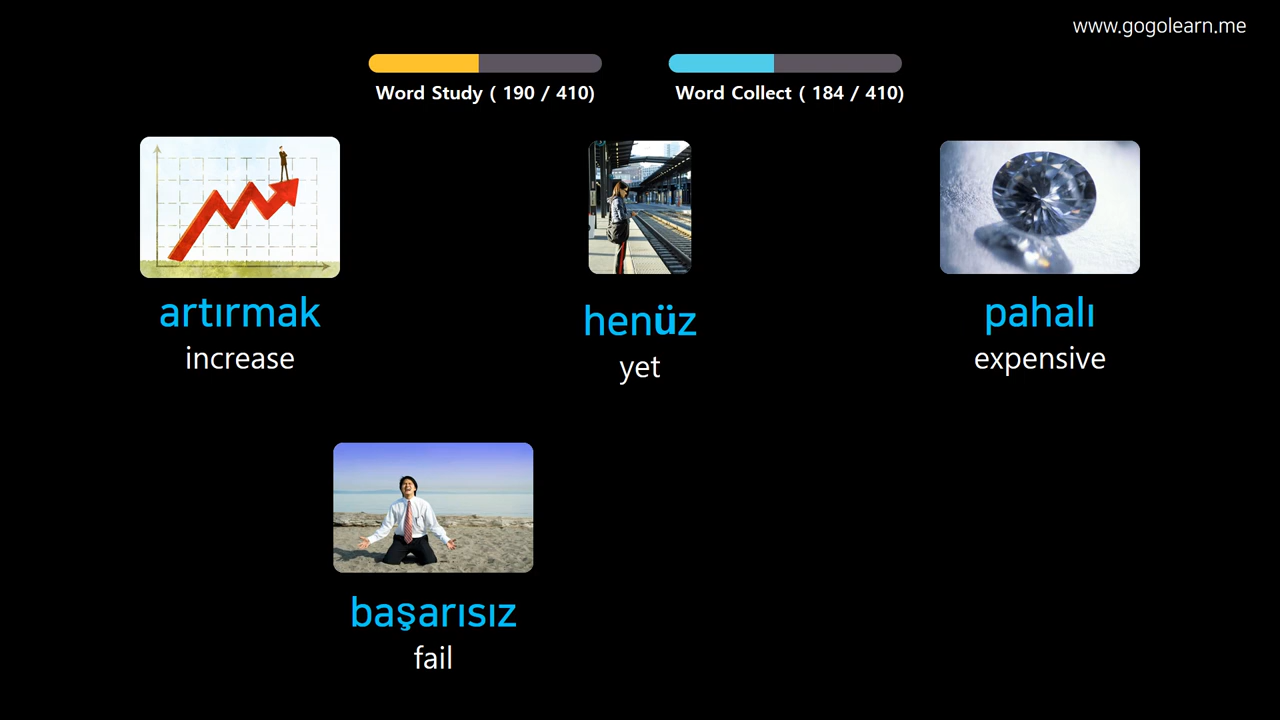 www.gogolearn.me
Word Study ( 190 / 410)
Word Collect ( 184 / 410)
artırmak
increase
henüz
yet
pahalı
expensive
başarısız
fail